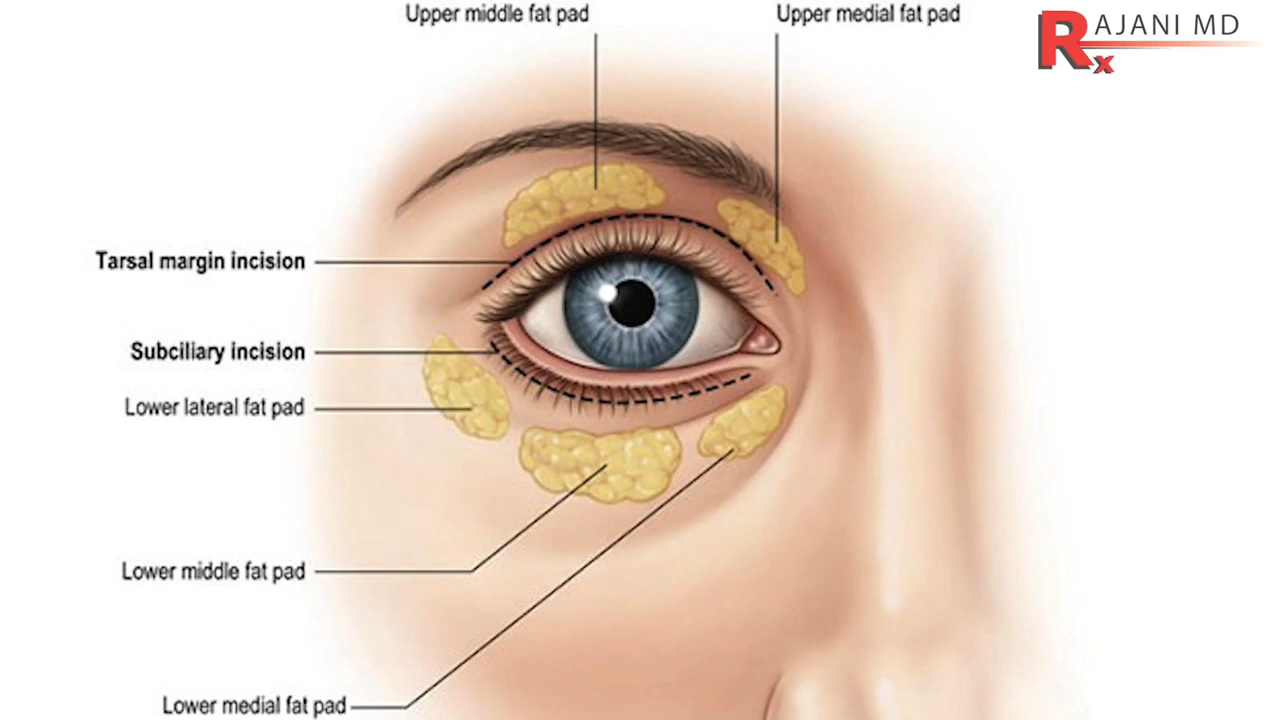 Upper middle fat pad
Upper medial fat pad
RAJANI MD
Rx
Tarsal margin incision
Subciliary incision
Lower lateral fat pad
Lower middle fat pad
Lower medial fat pad